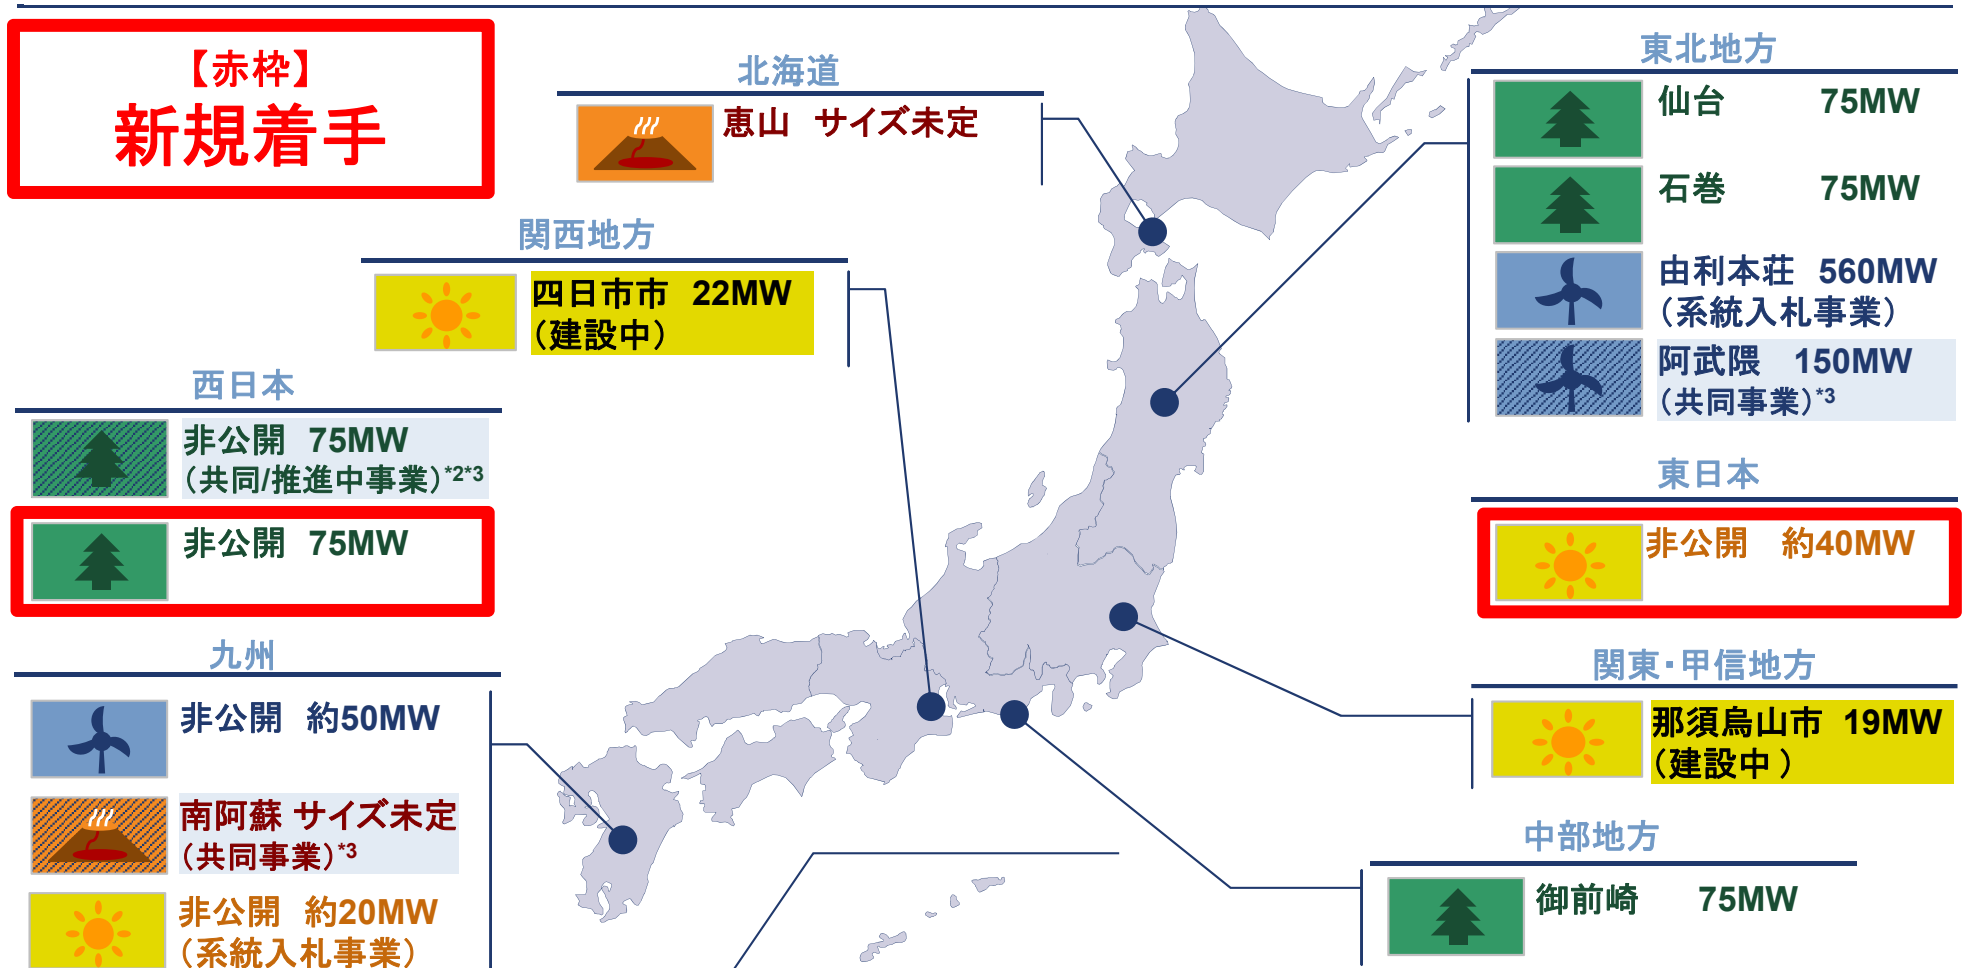 【赤枠】
新規着手
北海道
恵山 サイズ未定
関西地方
四日市市 22MW
（建設中）
西日本
非公開 75MW
（共同/推進中事業）*2*3
非公開 75MW
九州
非公開 約50MW
南阿蘇 サイズ未定
（共同事業）*3
非公開 約20MW
（系統入札事業）
東北地方
仙台 75MW
石巻 75MW
由利本荘 560MW
（系統入札事業）
阿武隈 150MW
（共同事業）*3
東日本
非公開 約40MW
関東・甲信地方
那須烏山市 19MW
（建設中）
中部地方
御前崎 75MW